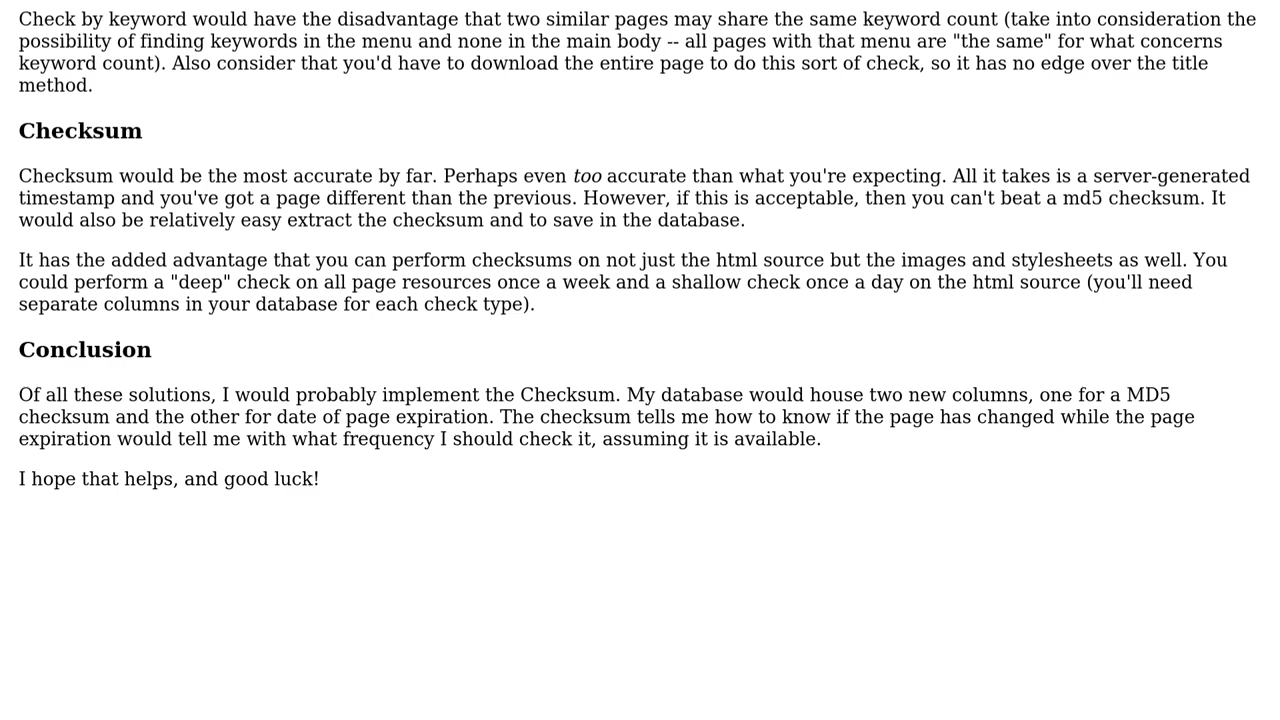 Check by keyword would have the disadvantage that two similar pages may share the same keyword count (take into consideration the
possibility of finding keywords in the menu and none in the main body -- all pages with that menu are "the same" for what concerns
keyword count). Also consider that you'd have to download the entire page to do this sort of check, so it has no edge over the title
method.
Checksum
Checksum would be the most accurate by far. Perhaps even too accurate than what you're expecting. All it takes is a server-generated
timestamp and you've got a page different than the previous. However, if this is acceptable, then you can't beat a md5 checksum. It
would also be relatively easy extract the checksum and to save in the database.
It has the added advantage that you can perform checksums on not just the html source but the images and stylesheets as well. You
could perform a "deep" check on all page resources once a week and a shallow check once a day on the html source (you'll need
separate columns in your database for each check type).
Conclusion
Of all these solutions, I would probably implement the Checksum. My database would house two new columns, one for a MD5
checksum and the other for date of page expiration. The checksum tells me how to know if the page has changed while the page
expiration would tell me with what frequency I should check it, assuming it is available.
I hope that helps, and good luck!